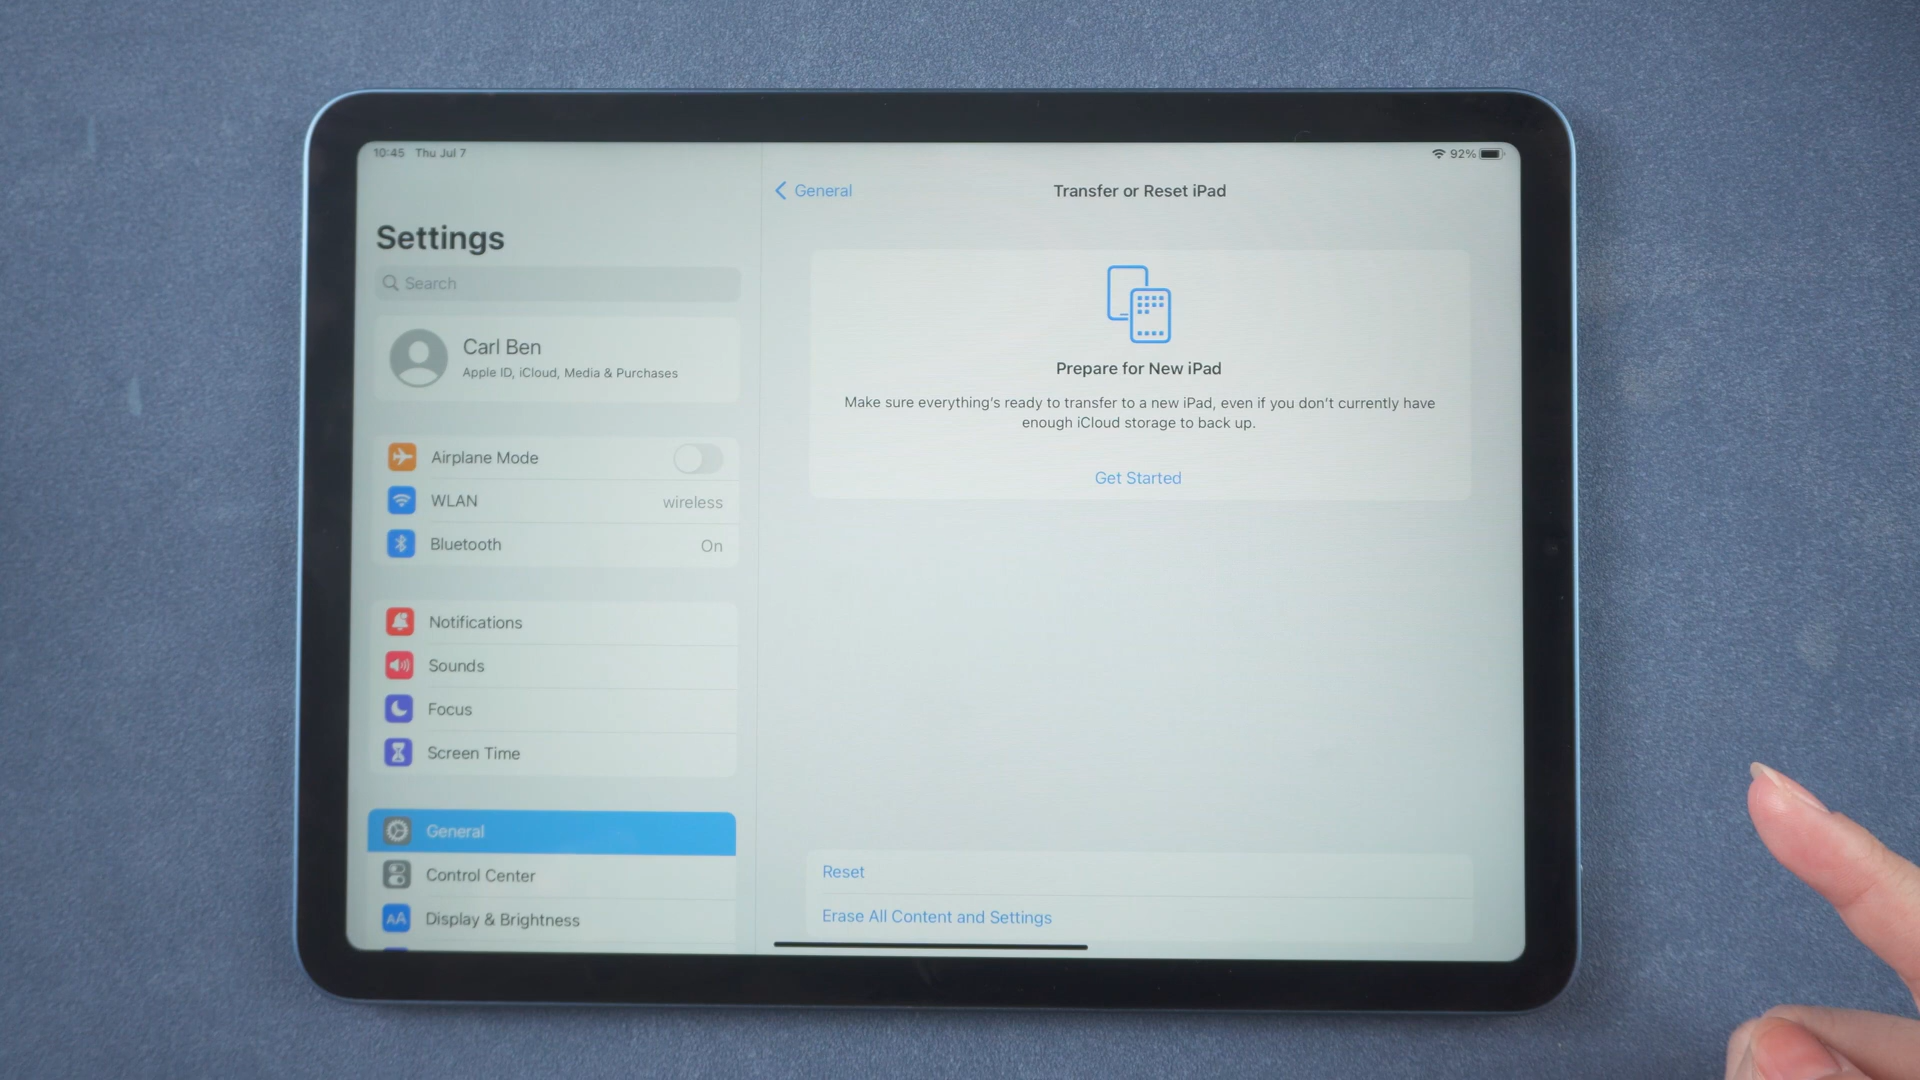 10:45 Thu Jul 7
92%
Settings
Search
Carl Ben
Apple ID, iCloud, Media & Purchases
Airplane Mode
WLAN wireless
Bluetooth On
Notifications
Sounds
Focus
Screen Time
General
Control Center
AA Display & Brightness
General
Transfer or Reset iPad
Prepare for New iPad
Make sure everything's ready to transfer to a new iPad, even if you don't currently have
enough iCloud storage to back up.
Get Started
Reset
Erase All Content and Settings